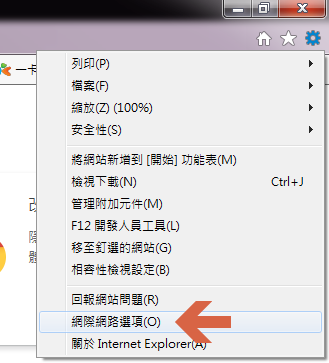 一卡
列印(P)
檔案(F)
縮放(Z) (100%)
安全性(S)
將網站新增到 [開始] 功能表(M)
檢視下載(N) Ctrl+J
管理附加元件(M)
F12 開發人員工具(L)
移至釘選的網站(G)
相容性檢視設定(B)
改
回報網站問題(R)
網際網路選項(O)
體
關於 Internet Explorer(A)